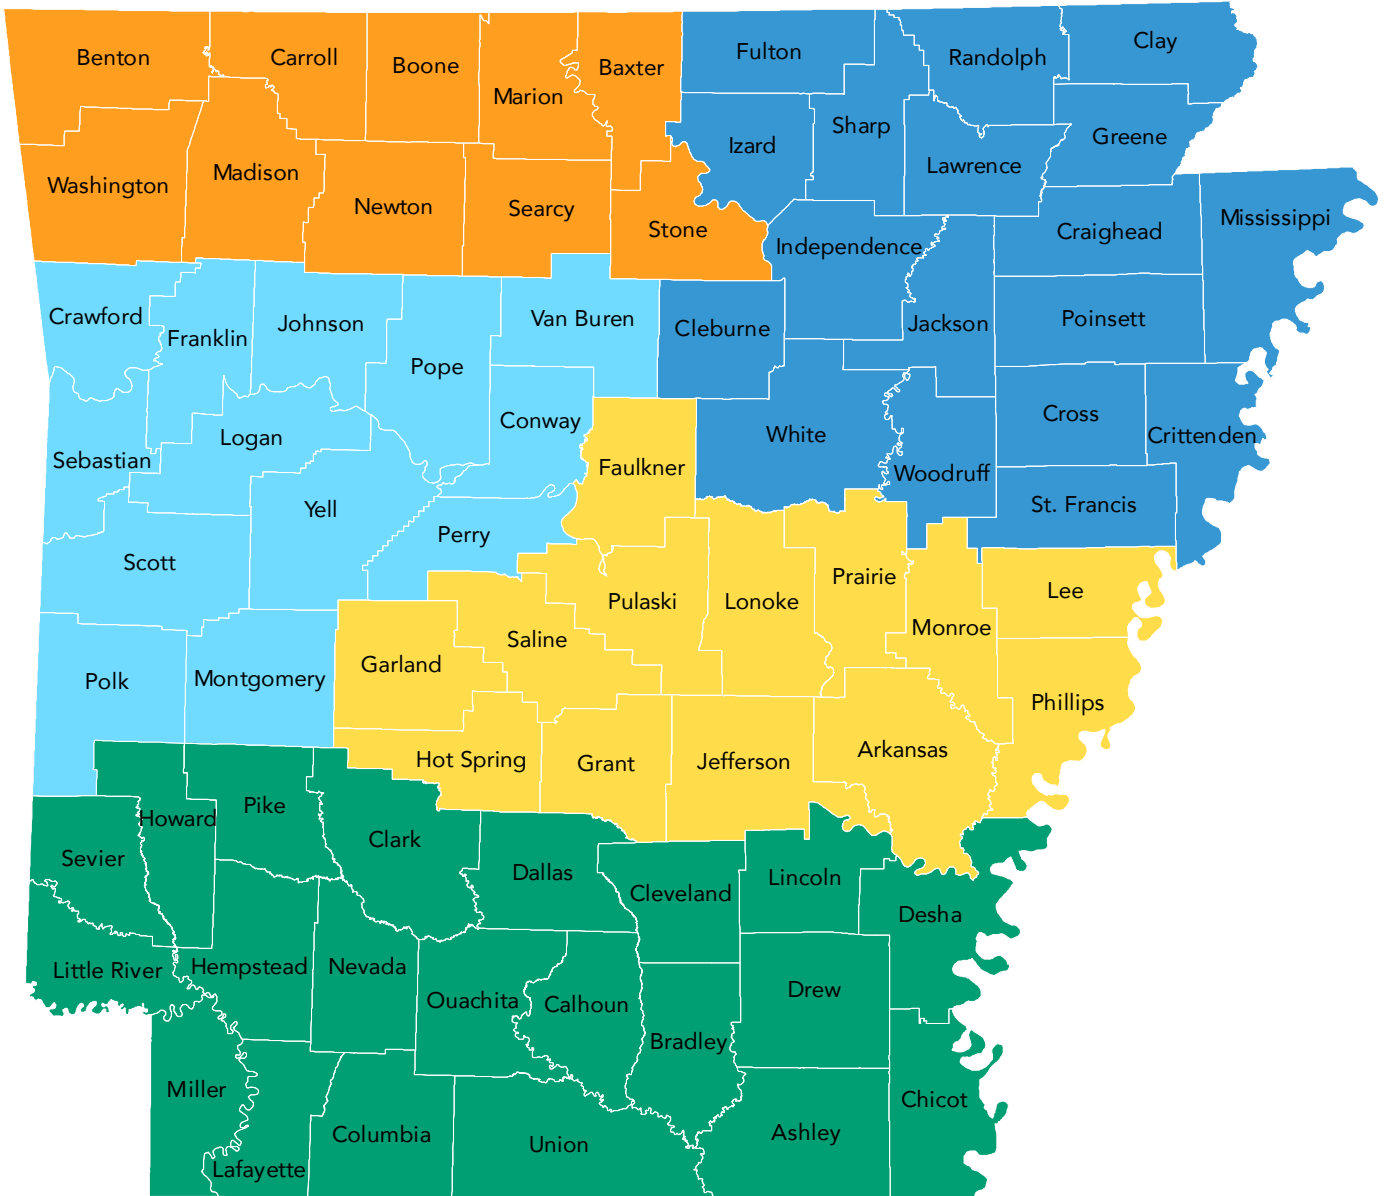 Benton
Carroll
Boone
Marion
Baxter
Fulton
Randolph
Clay
Washington
Madison
Newton
Searcy
Stone
Izard
Sharp
Lawrence
Greene
Independence
Craighead
Mississippi
Crawford
Franklin
Johnson
Pope
Van Buren
Cleburne
Jackson
Poinsett
Sebastian
Logan
Conway
Faulkner
White
Woodruff
Cross
Crittenden
Scott
Yell
Perry
St. Francis
Polk
Montgomery
Garland
Saline
Pulaski
Lonoke
Prairie
Monroe
Lee
Phillips
Hot Spring
Grant
Jefferson
Arkansas
Sevier
Howard
Pike
Clark
Dallas
Cleveland
Lincoln
Desha
Little River
Hempstead
Nevada
Ouachita
Calhoun
Bradley
Drew
Miller
Lafayette
Columbia
Union
Ashley
Chicot